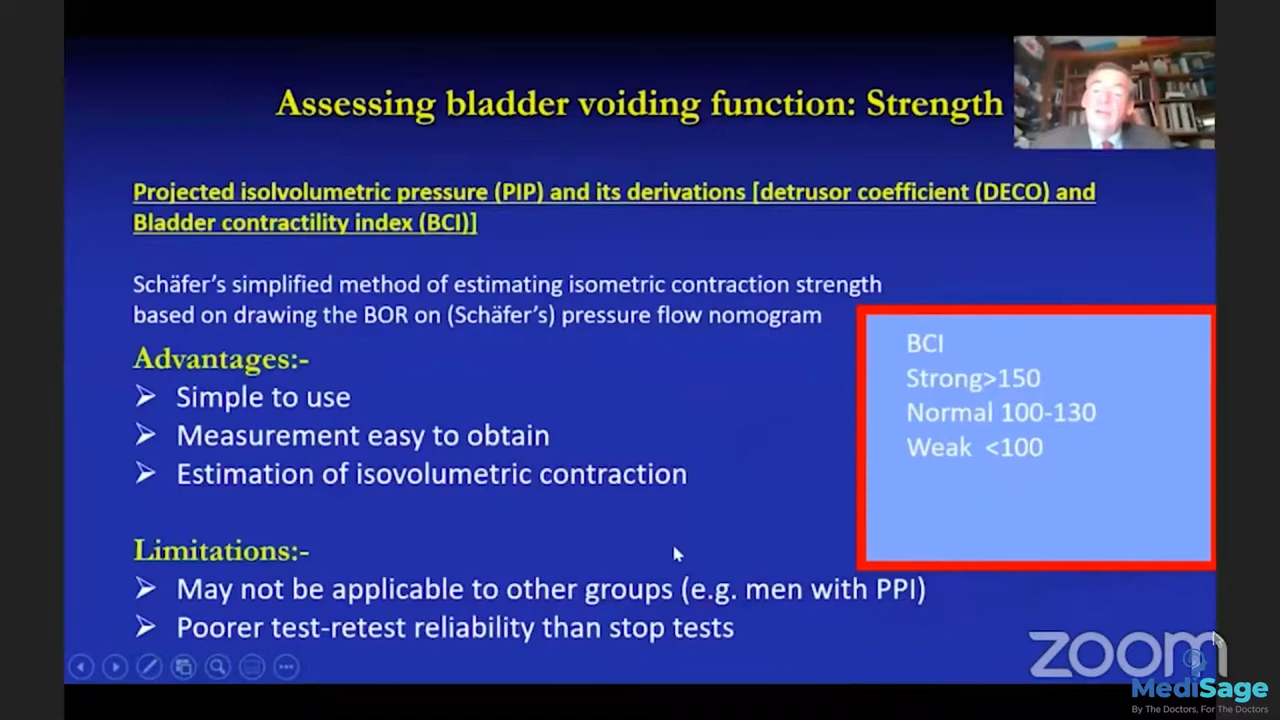 Assessing bladder voiding function: Strength
Projected isolvolumetric pressure (PIP) and its derivations [detrusor coefficient (DECO) and
Bladder contractility index (BCI)]
Schäfer's simplified method of estimating isometric contraction strength
based on drawing the BOR on (Schäfer's) pressure flow nomogram
Advantages:-
➢ Simple to use
➢ Measurement easy to obtain
➢ Estimation of isovolumetric contraction
BCI
Strong>150
Normal 100-130
Weak <100
Limitations:-
➢ May not be applicable to other groups (e.g. men with PPI)
➢ Poorer test-retest reliability than stop tests
zoom
MediSage
By The Doctors, For The Doctors